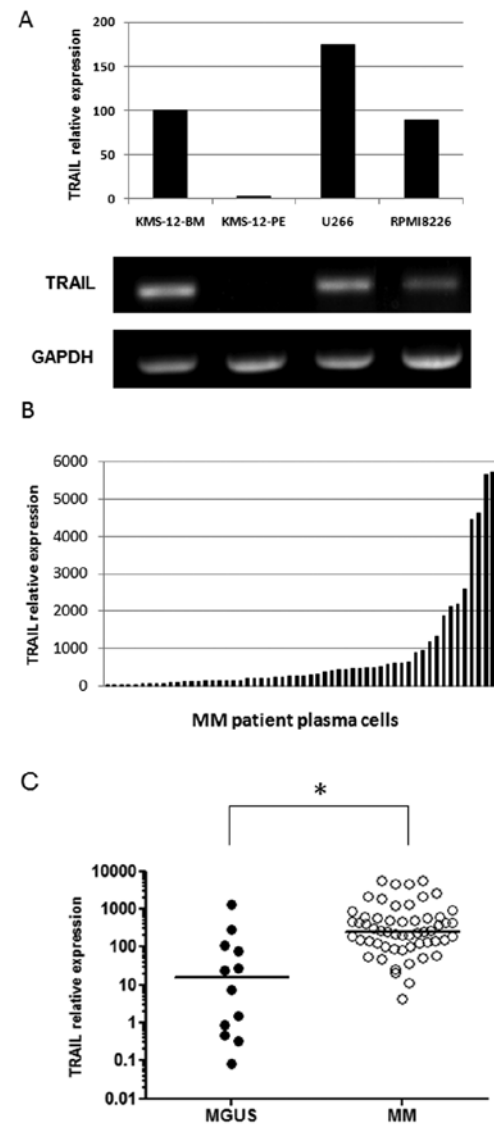 A
TRAIL relative expression
200
150
100
50
0
KMS-12-BM KMS-12-PE U266 RPMI8226
TRAIL
GAPDH
B
TRAIL relative expression
6000
5000
4000
3000
2000
1000
0
MM patient plasma cells
C
*
TRAIL relative expression
10000
1000
100
10
1
0.1
0.01
MGUS MM